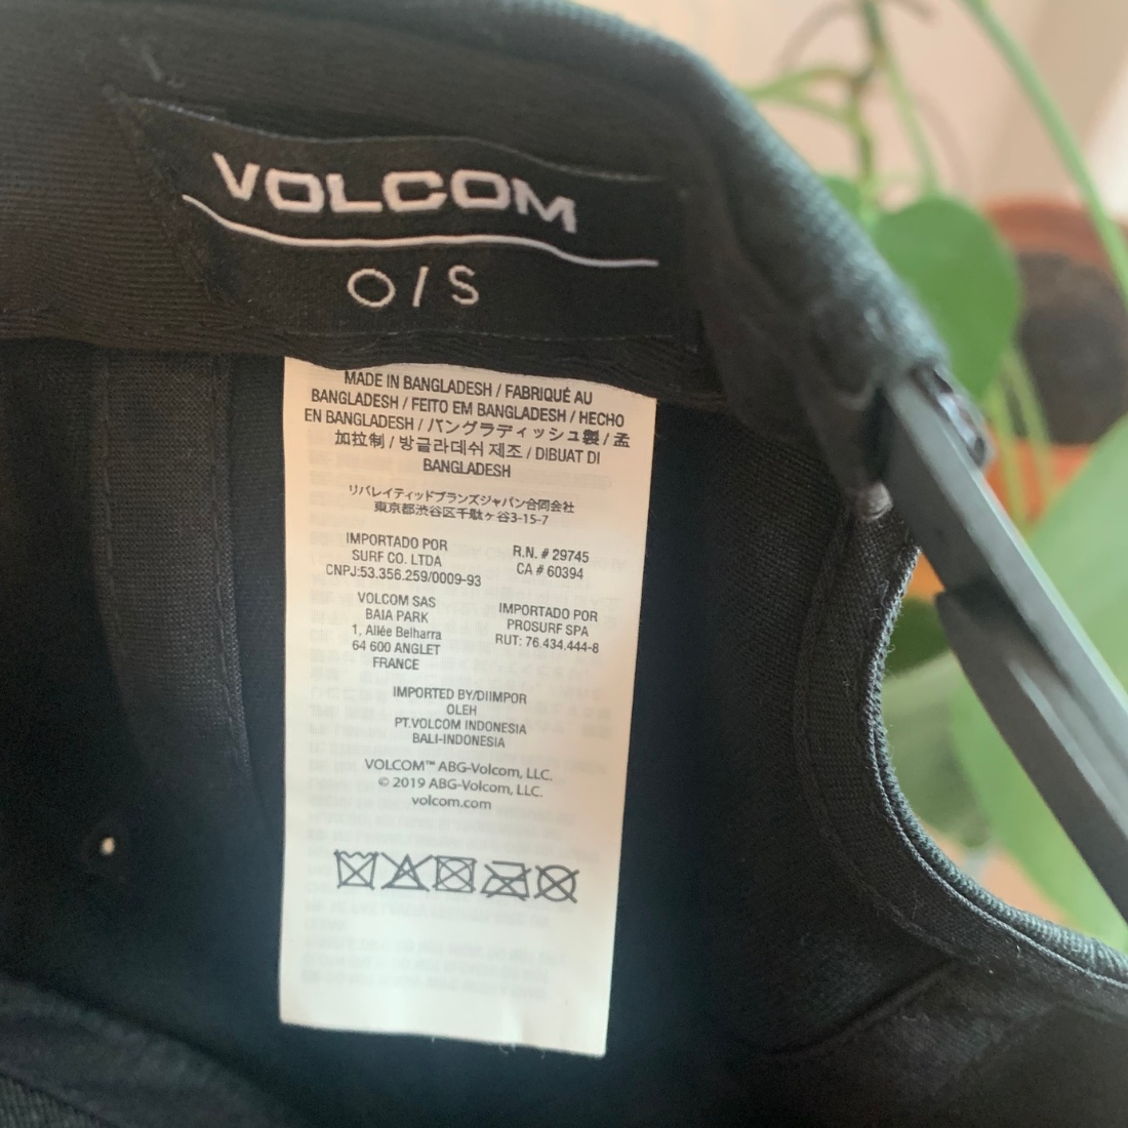 VOLCOM
O/S
MADE IN BANGLADESH / FABRIQUÉ AU
BANGLADESH / FEITO EM BANGLADESH / HECHO
EN BANGLADESH / バングラディッシュ製 / 孟
加拉制 / 방글라데쉬 제조 / DIBUAT DI
BANGLADESH
リバレイティッドブランズジャパン合同会社
東京都渋谷区千駄ヶ谷3-15-7
IMPORTADO POR
SURF CO. LTDA
CNPJ:53.356.259/0009-93
R.N. # 29745
CA # 60394
VOLCOM SAS
BAIA PARK
1, Allée Belharra
64 600 ANGLET
FRANCE
IMPORTADO POR
PROSURF SPA
RUT: 76.434.444-8
IMPORTED BY/DIIMPOR
OLEH
PT.VOLCOM INDONESIA
BALI-INDONESIA
VOLCOM™ ABG-Volcom, LLC.
© 2019 ABG-Volcom, LLC.
volcom.com